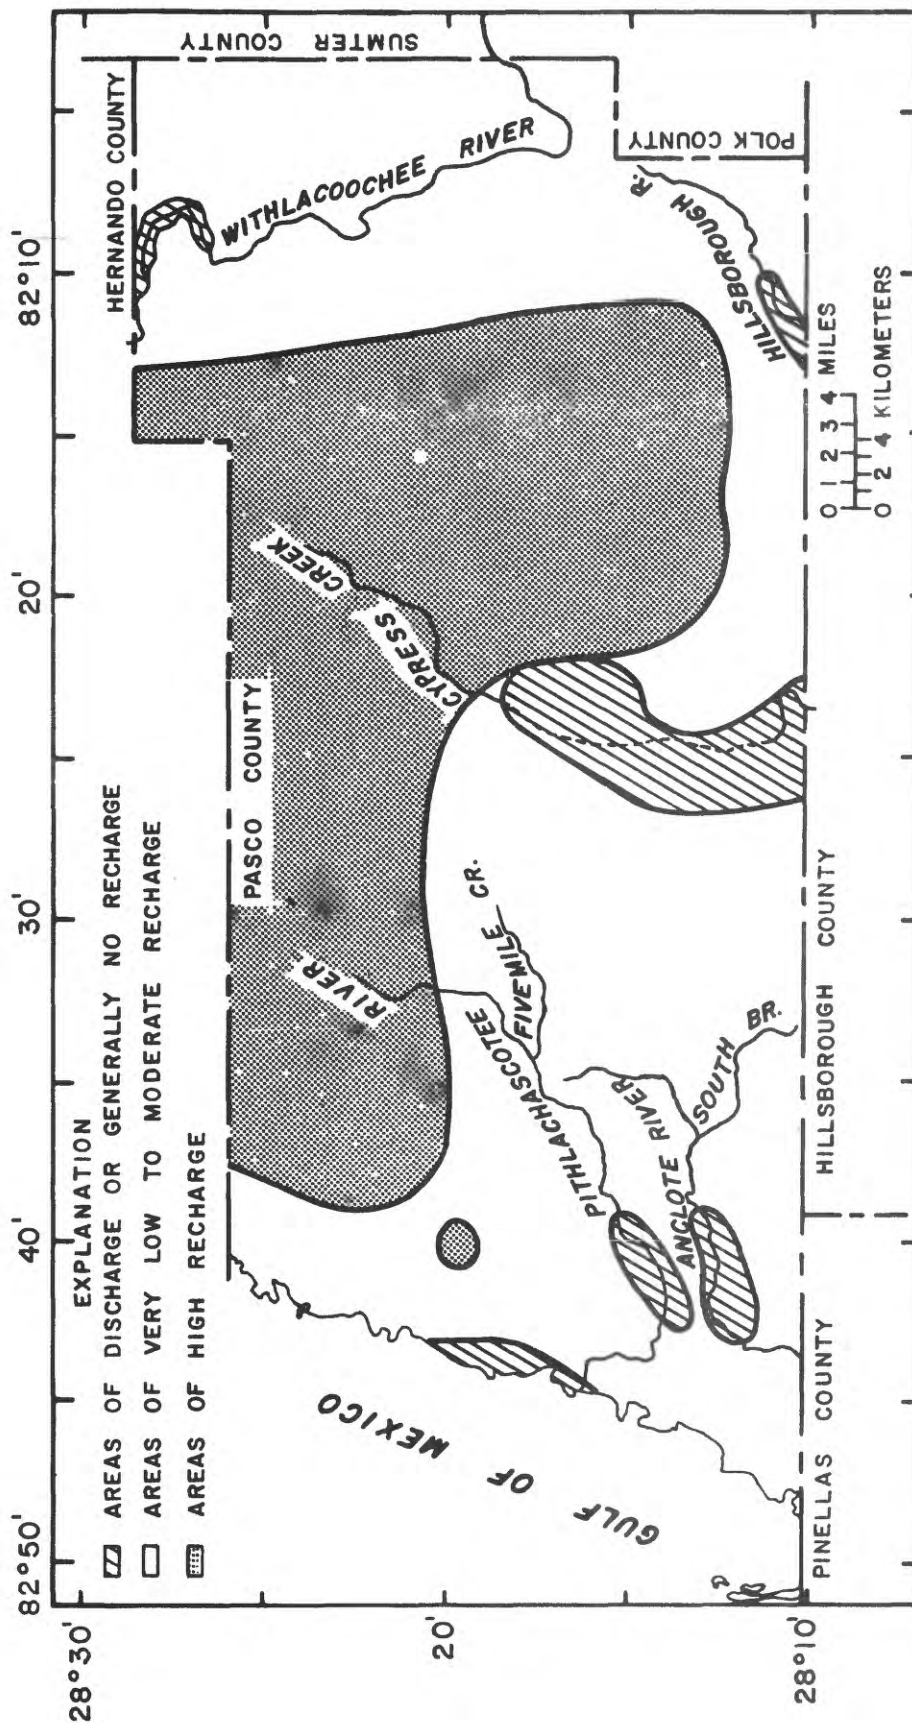 82°50'
40'
30'
20'
82°10'
28°30'
20'
28°10'
EXPLANATION
AREAS OF DISCHARGE OR GENERALLY NO RECHARGE
AREAS OF VERY LOW TO MODERATE RECHARGE
AREAS OF HIGH RECHARGE
HERNANDO COUNTY
SUMTER COUNTY
PASCO COUNTY
WITHLACOOCHEE RIVER
CYPRESS CREEK
PITHLACHASCOTEE RIVER
FIVEMILE CR.
ANCLOTE RIVER
SOUTH BR.
HILLSBOROUGH R.
POLK COUNTY
GULF OF MEXICO
PINELLAS COUNTY
HILLSBOROUGH COUNTY
0 1 2 3 4 MILES
0 2 4 KILOMETERS